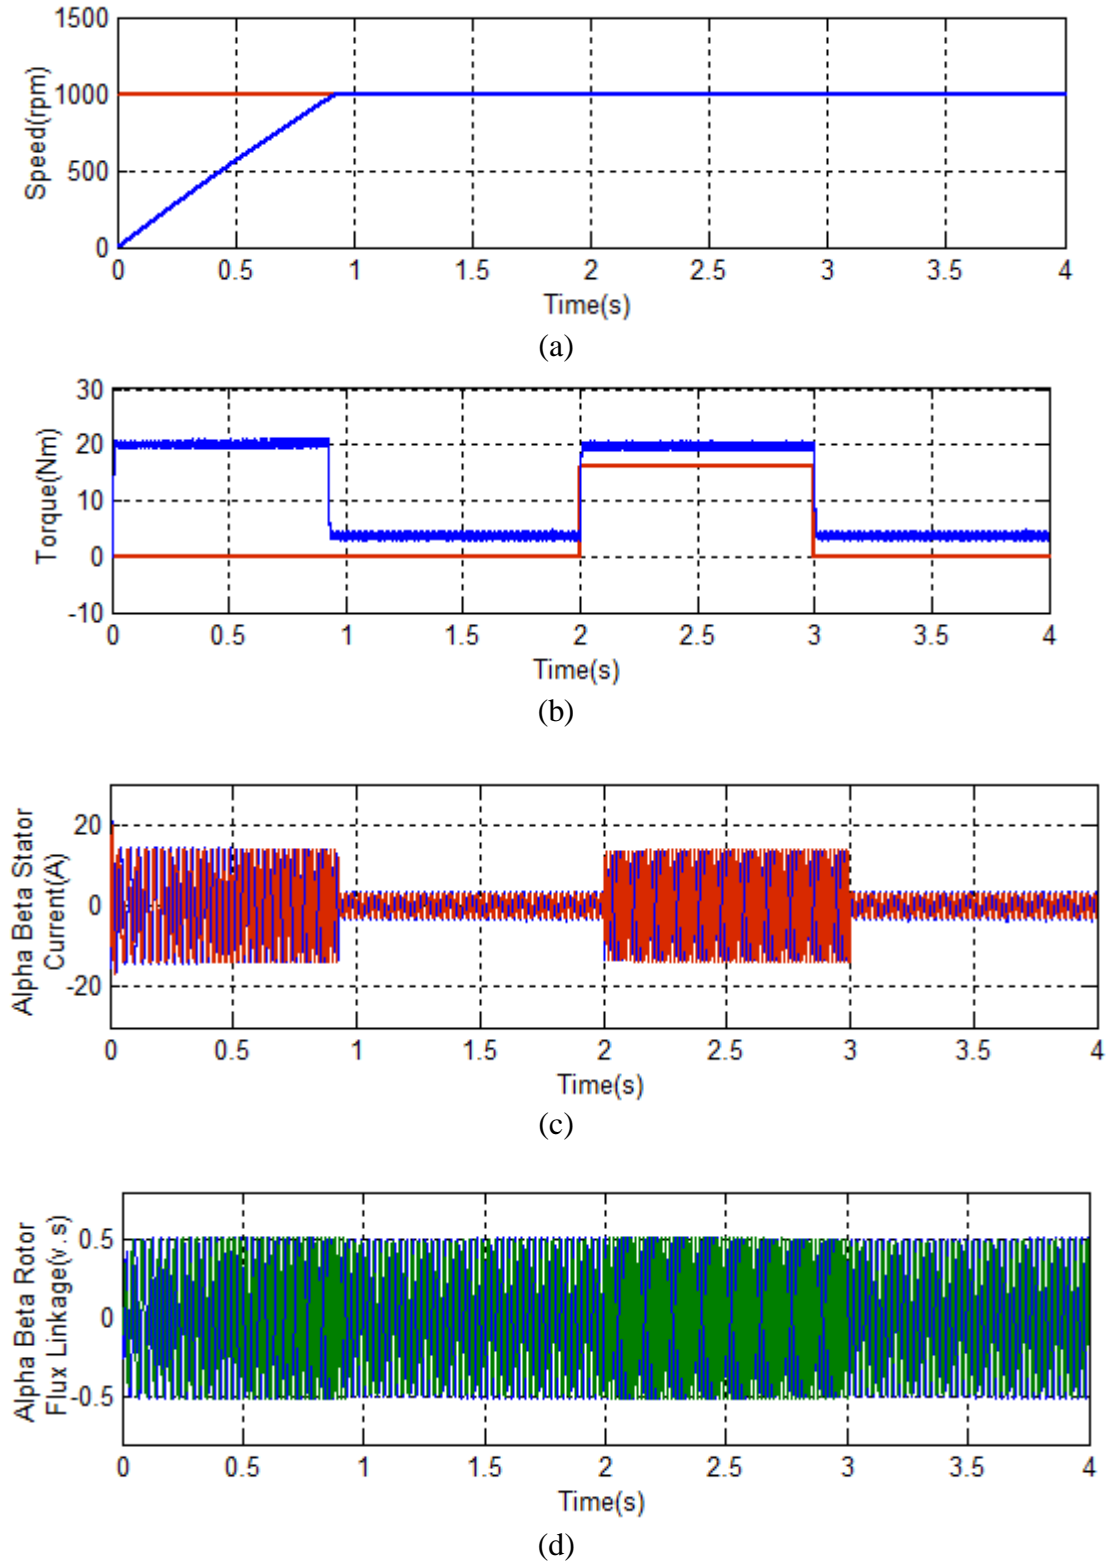 1500
1000
500
0
Speed(rpm)
0 0.5 1 1.5 2 2.5 3 3.5 4
Time(s)
(a)
30
20
10
0
-10
Torque(Nm)
0 0.5 1 1.5 2 2.5 3 3.5 4
Time(s)
(b)
Alpha Beta Stator
Current(A)
20
0
-20
0 0.5 1 1.5 2 2.5 3 3.5 4
Time(s)
(c)
Alpha Beta Rotor
Flux Linkage(v.s)
0.5
0
-0.5
0 0.5 1 1.5 2 2.5 3 3.5 4
Time(s)
(d)